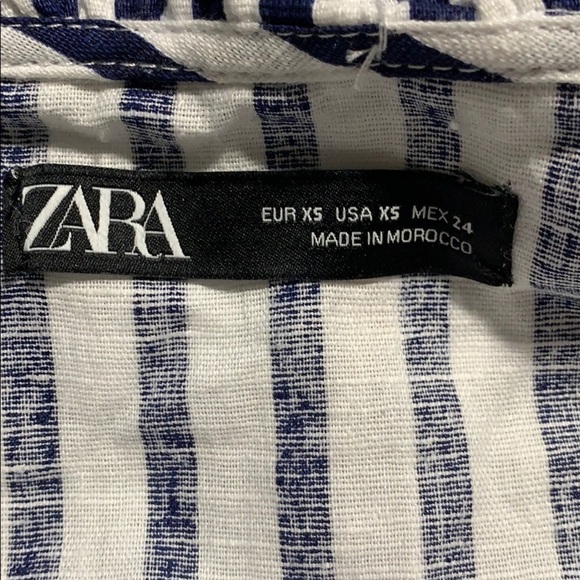 ZARA
EUR XS USA XS MEX 24
MADE IN MOROCCO